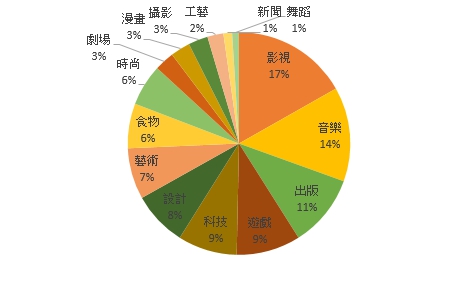 影視
17%
音樂
14%
出版
11%
遊戲
9%
科技
9%
設計
8%
藝術
7%
食物
6%
時尚
6%
劇場
3%
漫畫
3%
攝影
3%
工藝
2%
新聞
1%
舞蹈
1%